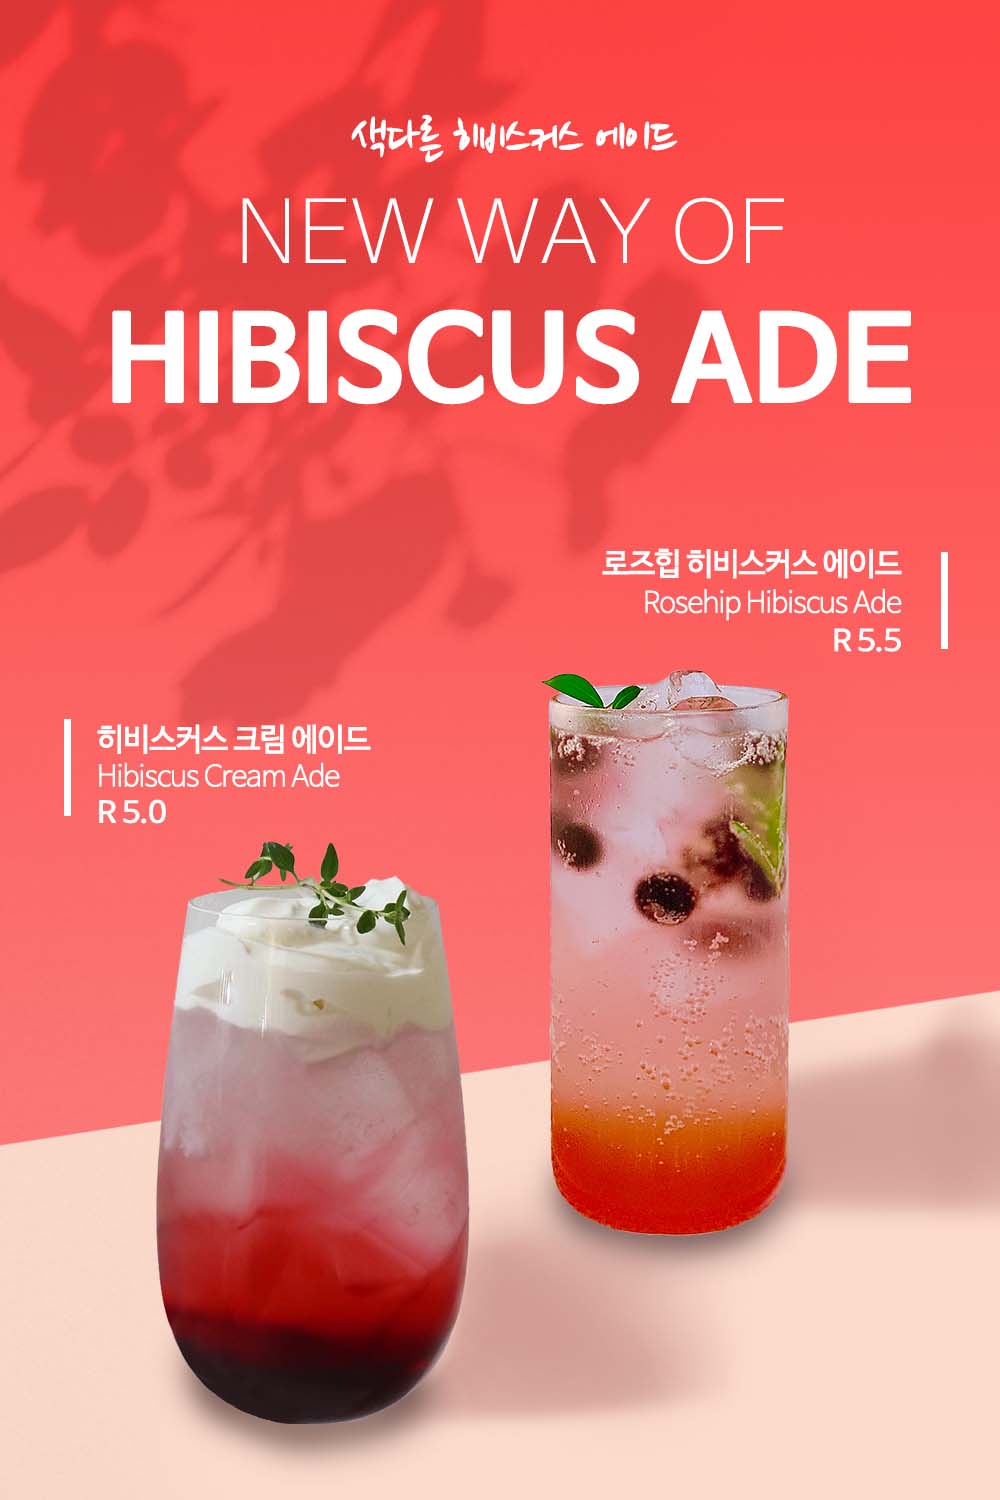 색다른 히비스커스 에이드
NEW WAY OF
HIBISCUS ADE
로즈힙 히비스커스 에이드
Rosehip Hibiscus Ade
R 5.5
히비스커스 크림 에이드
Hibiscus Cream Ade
R 5.0